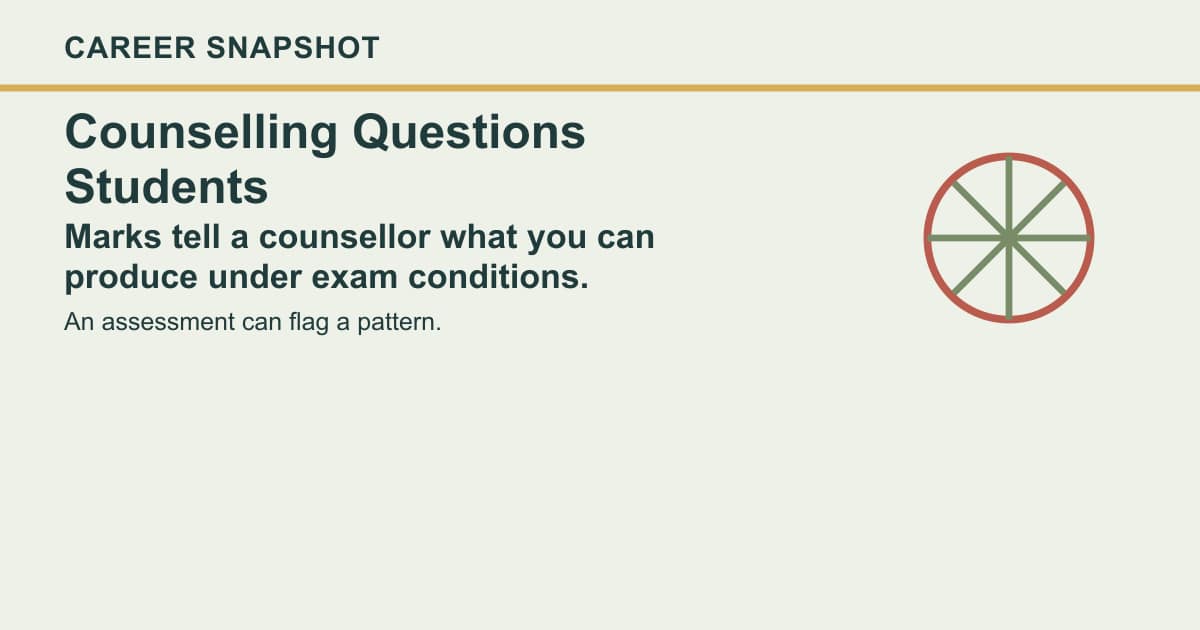 CAREER SNAPSHOT
Counselling Questions
Students
Marks tell a counsellor what you can
produce under exam conditions.
An assessment can flag a pattern.